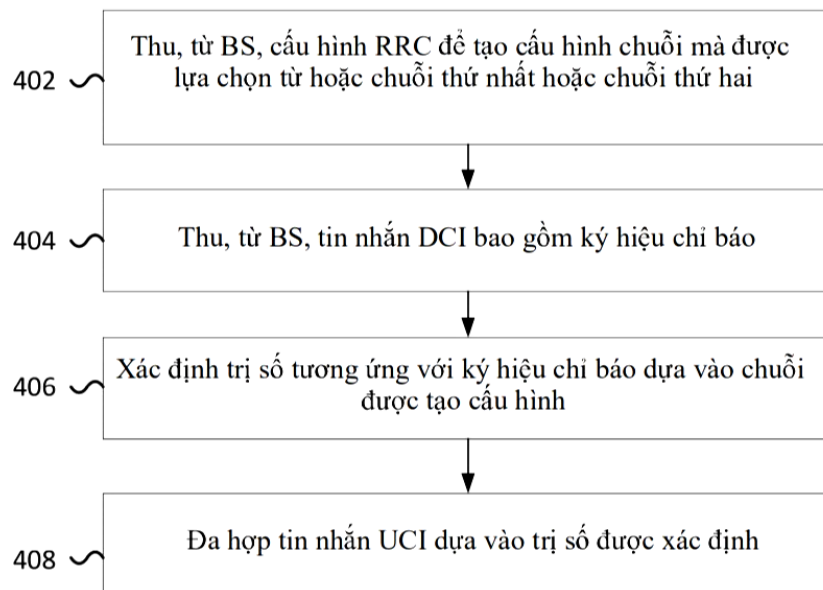 402
Thu, từ BS, cấu hình RRC để tạo cấu hình chuỗi mà được
lựa chọn từ hoặc chuỗi thứ nhất hoặc chuỗi thứ hai
404
Thu, từ BS, tin nhắn DCI bao gồm ký hiệu chỉ báo
406
Xác định trị số tương ứng với ký hiệu chỉ báo dựa vào chuỗi
được tạo cấu hình
408
Đa hợp tin nhắn UCI dựa vào trị số được xác định